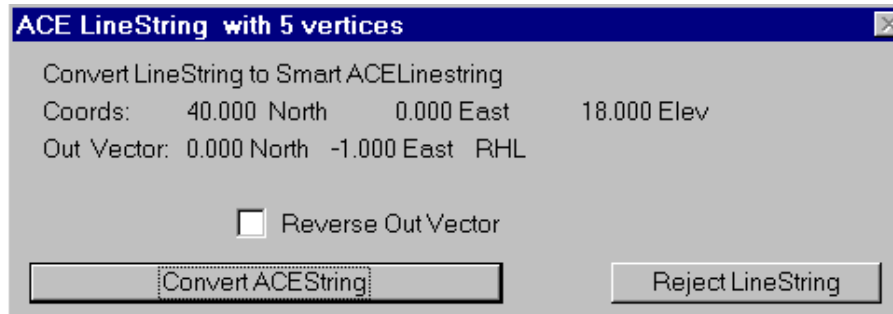 ACE LineString with 5 vertices
Convert LineString to Smart ACELinestring
Coords: 40.000 North 0.000 East 18.000 Elev
Out Vector: 0.000 North -1.000 East RHL
Reverse Out Vector
Convert ACEString Reject LineString